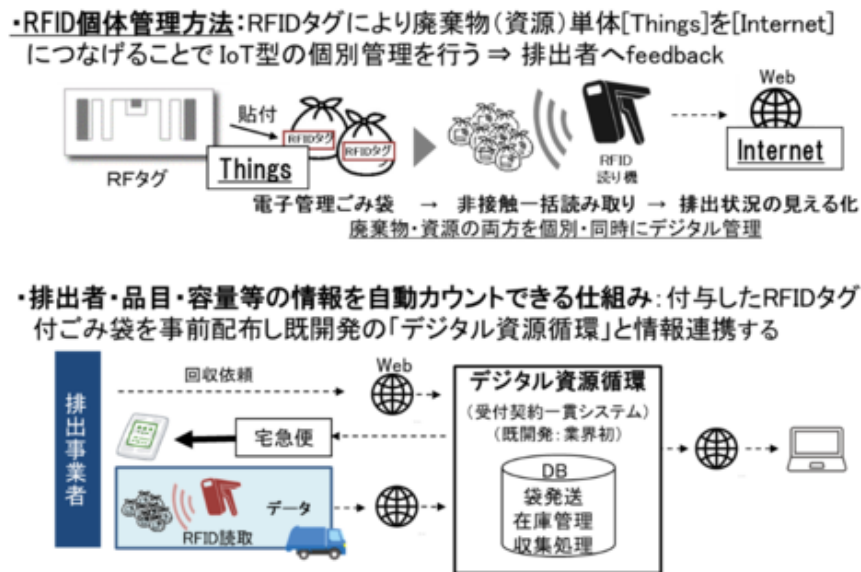 ・RFID個体管理方法：RFIDタグにより廃棄物（資源）単体[Things]を[Internet]
につなげることで IoT型の個別管理を行う ⇒ 排出者へfeedback
Web
貼付
RFIDタグ
RFIDタグ
RFタグ
Things
RFID
読り機
Internet
電子管理ごみ袋 → 非接触一括読み取り → 排出状況の見える化
廃棄物・資源の両方を個別・同時にデジタル管理
・排出者・品目・容量等の情報を自動カウントできる仕組み：付与したRFIDタグ
付ごみ袋を事前配布し既開発の「デジタル資源循環」と情報連携する
排出事業者
回収依頼
Web
宅急便
データ
RFID読取
デジタル資源循環
（受付契約一貫システム）
（既開発：業界初）
DB
袋発送
在庫管理
収集処理